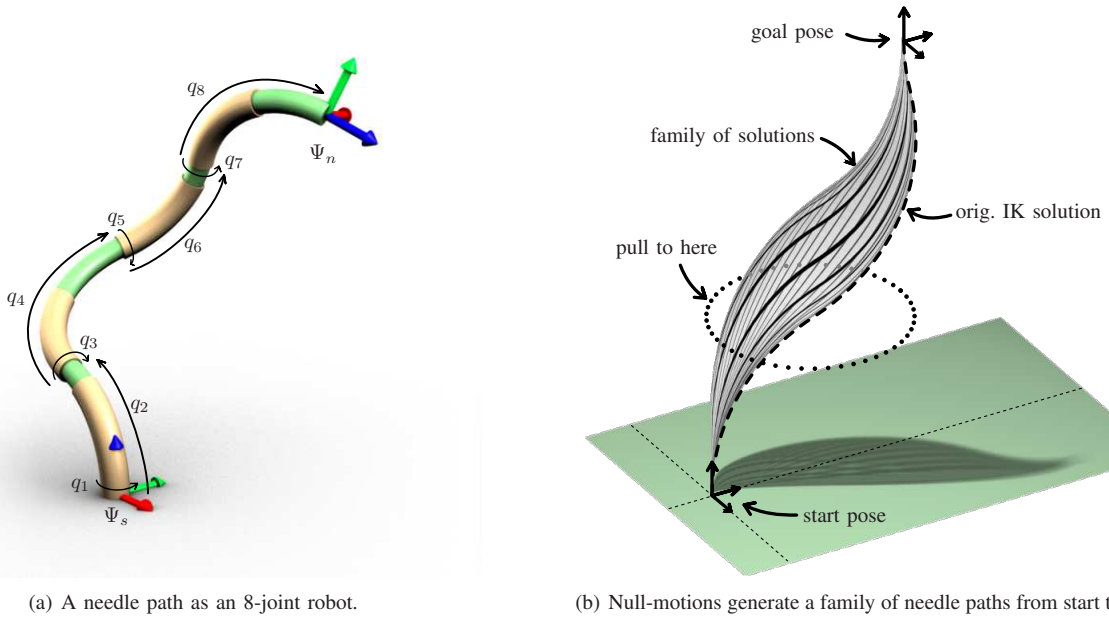 q8
Ψn
q7
q5
q6
q4
q3
q2
q1
Ψs
(a) A needle path as an 8-joint robot.
goal pose
family of solutions
orig. IK solution
pull to here
start pose
(b) Null-motions generate a family of needle paths from start t